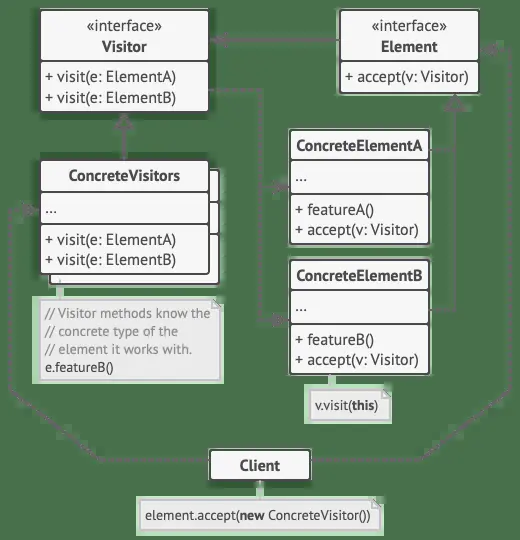 «interface»
Visitor
+ visit(e: ElementA)
+ visit(e: ElementB)
«interface»
Element
+ accept(v: Visitor)
ConcreteVisitors
...
+ visit(e: ElementA)
+ visit(e: ElementB)
// Visitor methods know the
// concrete type of the
// element it works with.
e.featureB()
ConcreteElementA
...
+ featureA()
+ accept(v: Visitor)
ConcreteElementB
...
+ featureB()
+ accept(v: Visitor)
v.visit(this)
Client
element.accept(new ConcreteVisitor())